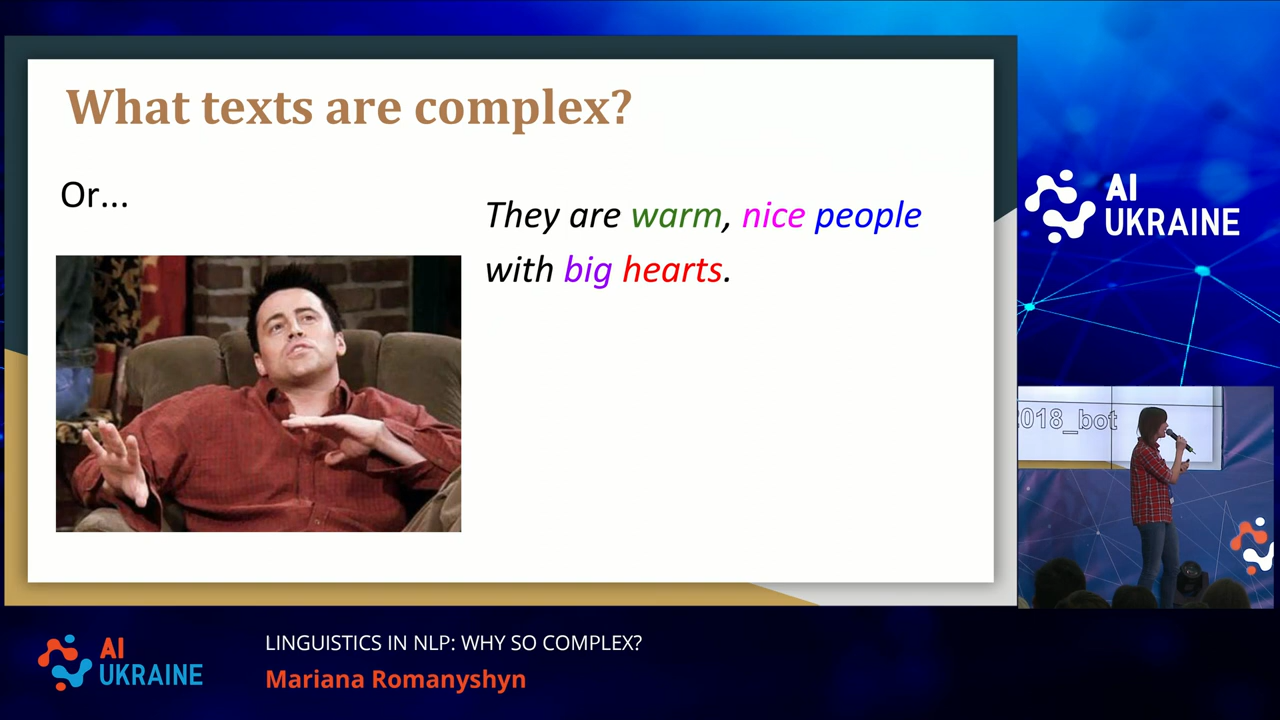 What texts are complex?
Or...
They are warm, nice people
with big hearts.
AI
UKRAINE
018_bot
AI
UKRAINE
LINGUISTICS IN NLP: WHY SO COMPLEX?
Mariana Romanyshyn